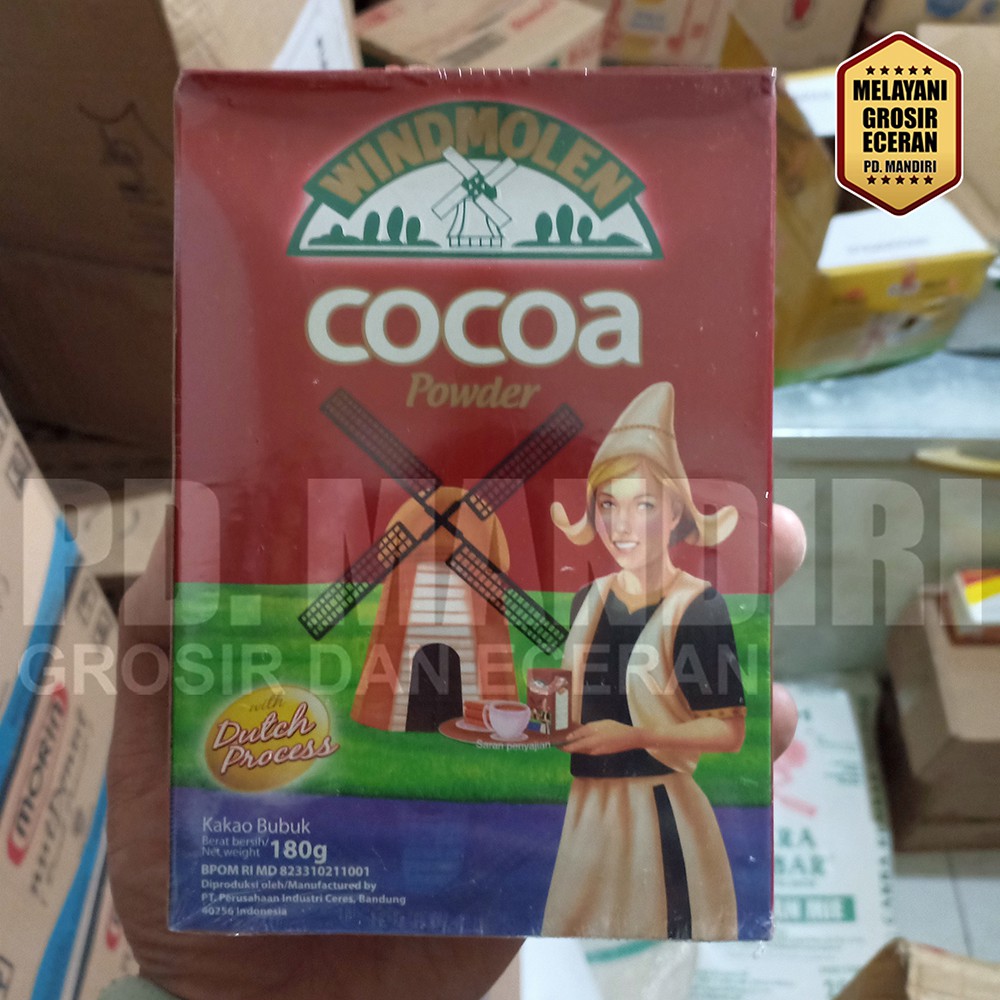 MELAYANI
GROSIR
ECERAN
PD. MANDIRI
WINDMOLEN
cocoa
Powder
PD. MANDIRI
GROSIR DAN ECERAN
with
Dutch
Process
Saran penyajian
Kakao Bubuk
Berat bersih/
Net weight 180g
BPOM RI MD 823310211001
Diproduksi oleh/Manufactured by
PT. Perusahaan Industri Ceres, Bandung
40256 Indonesia
MORIN